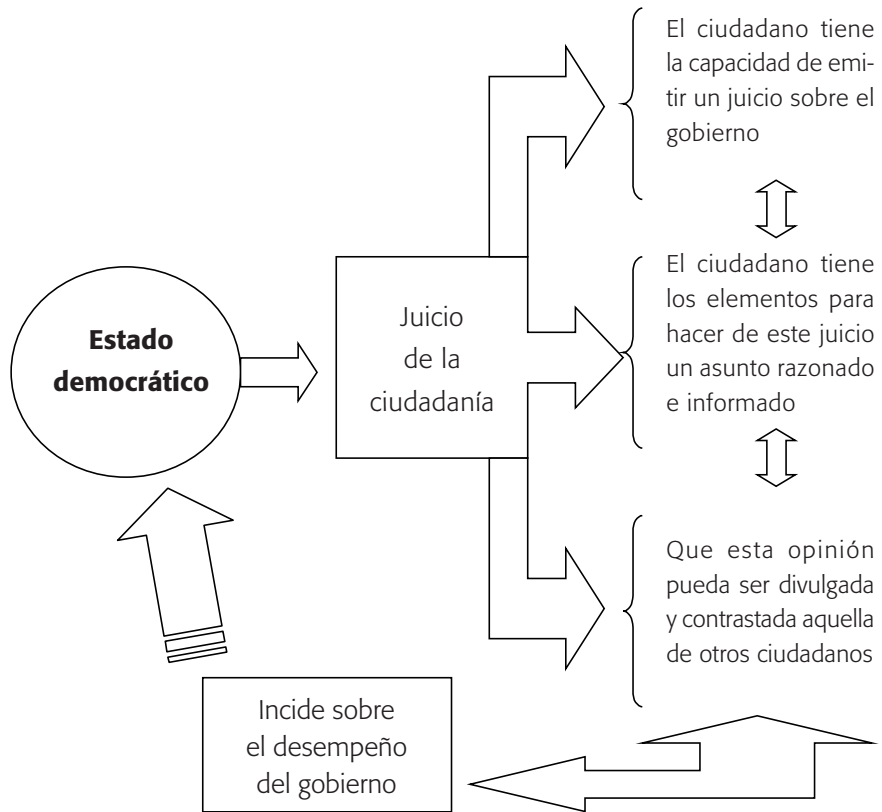 El ciudadano tiene
la capacidad de emi-
tir un juicio sobre el
gobierno
El ciudadano tiene
los elementos para
hacer de este juicio
un asunto razonado
e informado
Estado
democrático
Juicio
de la
ciudadanía
Que esta opinión
pueda ser divulgada
y contrastada aquella
de otros ciudadanos
Incide sobre
el desempeño
del gobierno